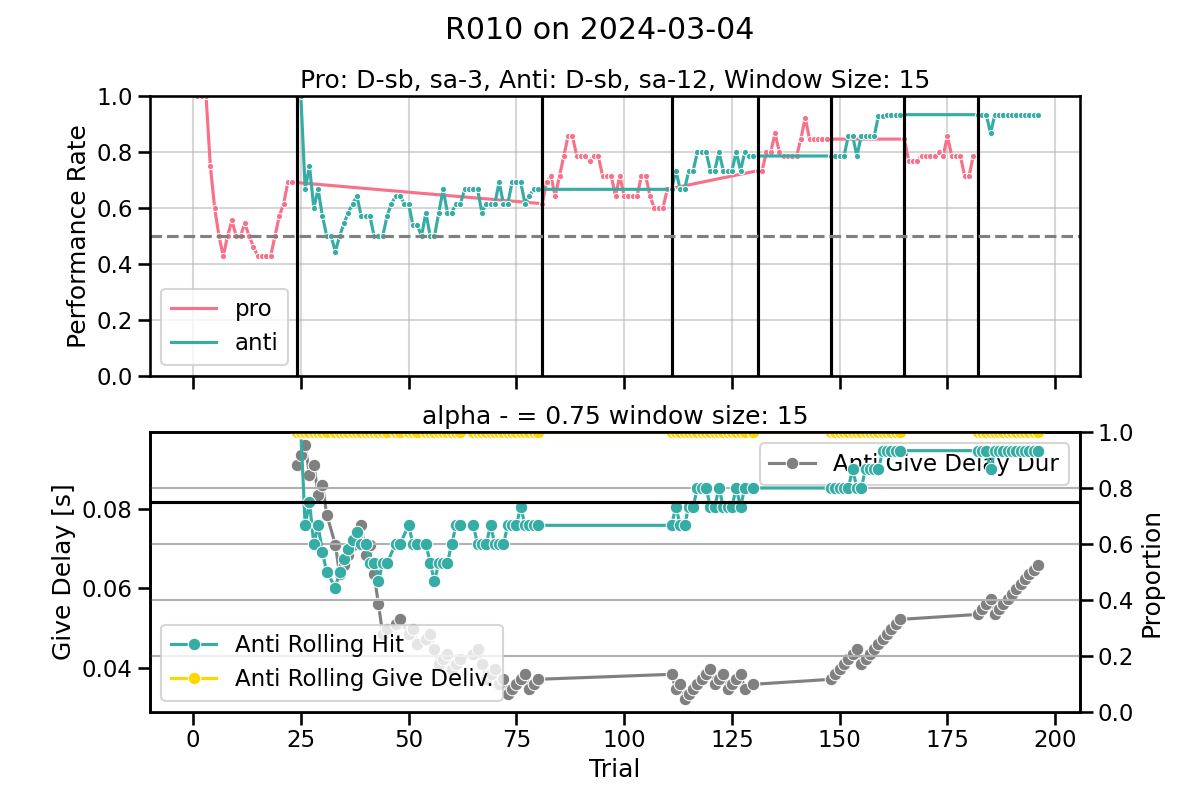 R010 on 2024-03-04
Pro: D-sb, sa-3, Anti: D-sb, sa-12, Window Size: 15
Performance Rate
1.0
0.8
0.6
0.4
0.2
0.0
pro
anti
alpha - = 0.75 window size: 15
Give Delay [s]
0.08
0.06
0.04
Anti Give Delay Dur
Anti Rolling Hit
Anti Rolling Give Deliv.
1.0
0.8
0.6
0.4
0.2
0.0
Proportion
0 25 50 75 100 125 150 175 200
Trial